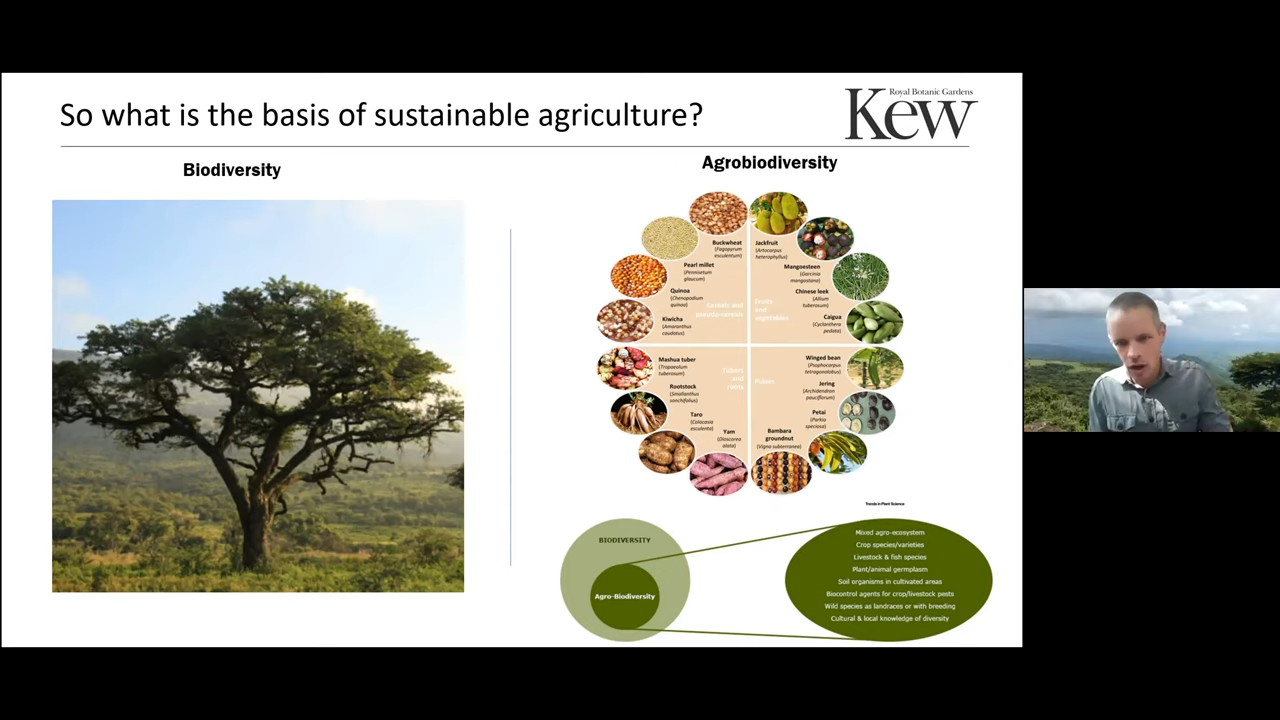 So what is the basis of sustainable agriculture?
Royal Botanic Gardens
Kew
Biodiversity
Agrobiodiversity
Buckwheat
(Fagopyrum
esculentum)
Pearl millet
(Pennisetum
glaucum)
Quinoa
(Chenopodium
quinoa)
Kiwicha
(Amaranthus
caudatus)
Cereals and
pseudo-cereals
Jackfruit
(Artocarpus
heterophyllus)
Mangoesteen
(Garcinia
mangostana)
Chinese leek
(Allium
tuberosum)
Caigua
(Cyclanthera
pedata)
Fruits
and
vegetables
Mashua tuber
(Tropaeolum
tuberosum)
Rootstock
(Smallanthus
sonchifolius)
Taro
(Colocasia
esculenta)
Yam
(Dioscorea
alata)
Tubers
and
roots
Winged bean
(Psophocarpus
tetragonolobus)
Jering
(Archidendron
pauciflorum)
Petai
(Parkia
speciosa)
Bambara
groundnut
(Vigna subterranea)
Pulses
Trends in Plant Science
BIODIVERSITY
Agro-Biodiversity
Mixed agro-ecosystem
Crop species/varieties
Livestock & fish species
Plant/animal germplasm
Soil organisms in cultivated areas
Biocontrol agents for crop/livestock pests
Wild species as landraces or with breeding
Cultural & local knowledge of diversity